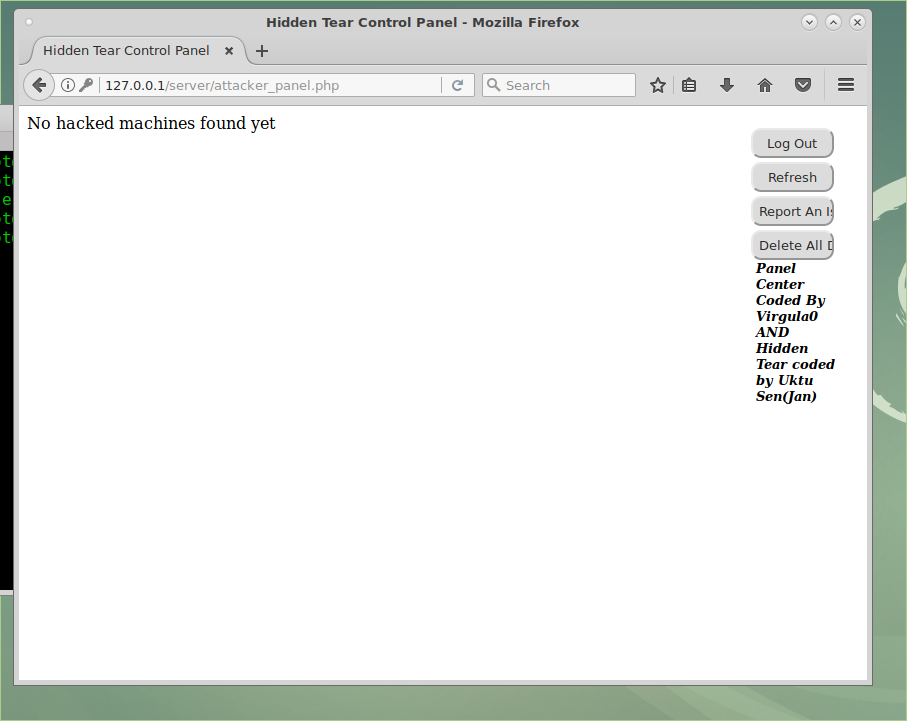 Hidden Tear Control Panel - Mozilla Firefox
Hidden Tear Control Panel
127.0.0.1/server/attacker_panel.php
Search
No hacked machines found yet
Log Out
Refresh
Report An Is
Delete All D
Panel
Center
Coded By
Virgula0
AND
Hidden
Tear coded
by Uktu
Sen(Jan)